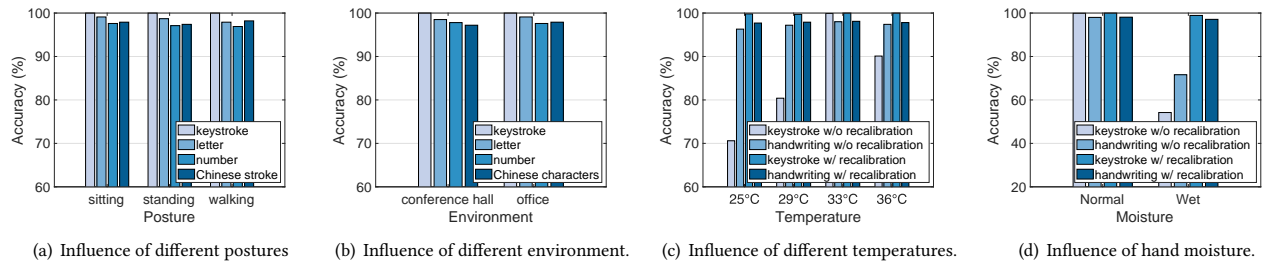 Accuracy (%)
100
90
80
70
60
keystroke
letter
number
Chinese stroke
sitting
standing
walking
Posture
(a) Influence of different postures
Accuracy (%)
100
90
80
70
60
keystroke
letter
number
Chinese characters
conference hall
office
Environment
(b) Influence of different environment.
Accuracy (%)
100
90
80
70
60
keystroke w/o recalibration
handwriting w/o recalibration
keystroke w/ recalibration
handwriting w/ recalibration
25°C
29°C
33°C
36°C
Temperature
(c) Influence of different temperatures.
Accuracy (%)
100
80
60
40
20
keystroke w/o recalibration
handwriting w/o recalibration
keystroke w/ recalibration
handwriting w/ recalibration
Normal
Wet
Moisture
(d) Influence of hand moisture.